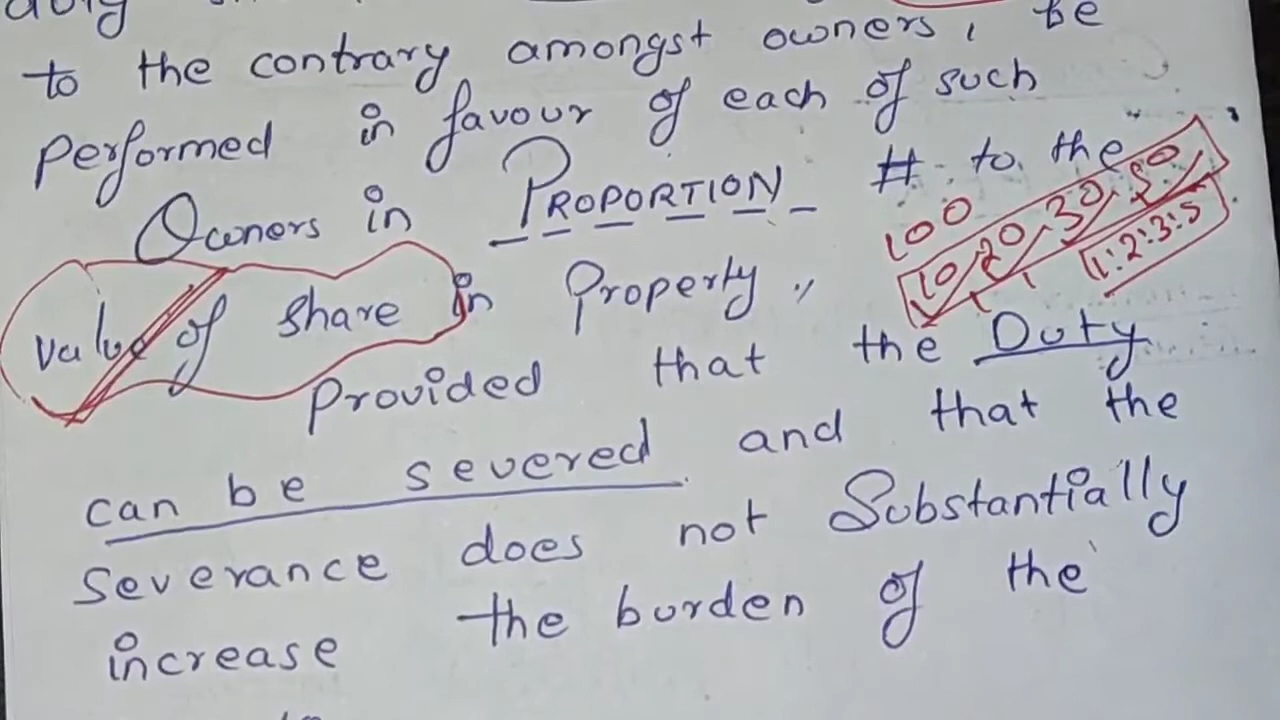 to the contrary amongst owners, be
performed in favour of each of such
Owners in PROPORTION # to the
100
10 20 30 50
1:2:3:5
value of share in Property,,
Provided that the Duty
can be severed and that the
severance does not Substantially
increase the burden of the